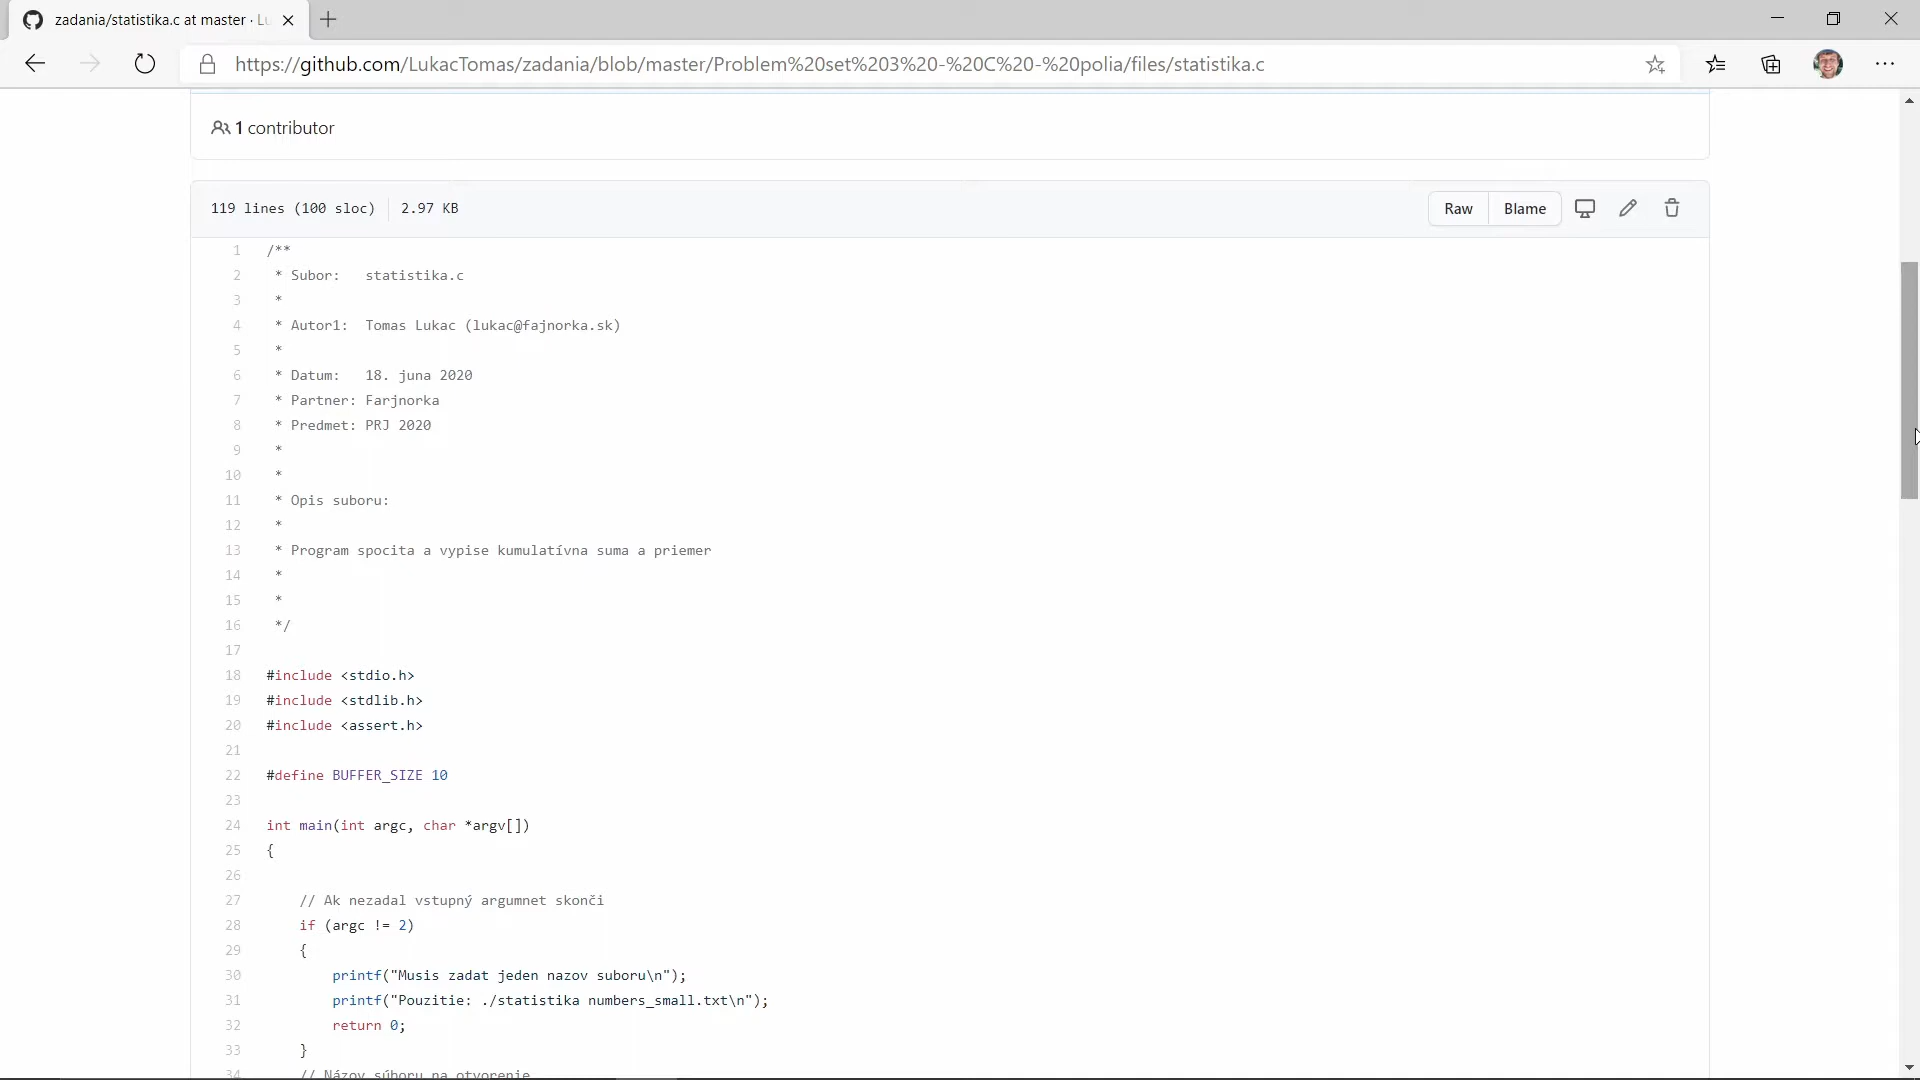 zadania/statistika.c at master · Lu
https://github.com/LukacTomas/zadania/blob/master/Problem%20set%203%20-%20C%20-%20polia/files/statistika.c
1 contributor
119 lines (100 sloc) 2.97 KB Raw Blame
1 /**
2 * Subor: statistika.c
3 *
4 * Autor1: Tomas Lukac (lukac@fajnorka.sk)
5 *
6 * Datum: 18. juna 2020
7 * Partner: Farjnorka
8 * Predmet: PRJ 2020
9 *
10 *
11 * Opis suboru:
12 *
13 * Program spocita a vypise kumulatívna suma a priemer
14 *
15 *
16 */
17
18 #include <stdio.h>
19 #include <stdlib.h>
20 #include <assert.h>
21
22 #define BUFFER_SIZE 10
23
24 int main(int argc, char *argv[])
25 {
26
27 // Ak nezadal vstupný argumnet skonči
28 if (argc != 2)
29 {
30 printf("Musis zadat jeden nazov suboru\n");
31 printf("Pouzitie: ./statistika numbers_small.txt\n");
32 return 0;
33 }
34 // Názov súboru na otvorenie